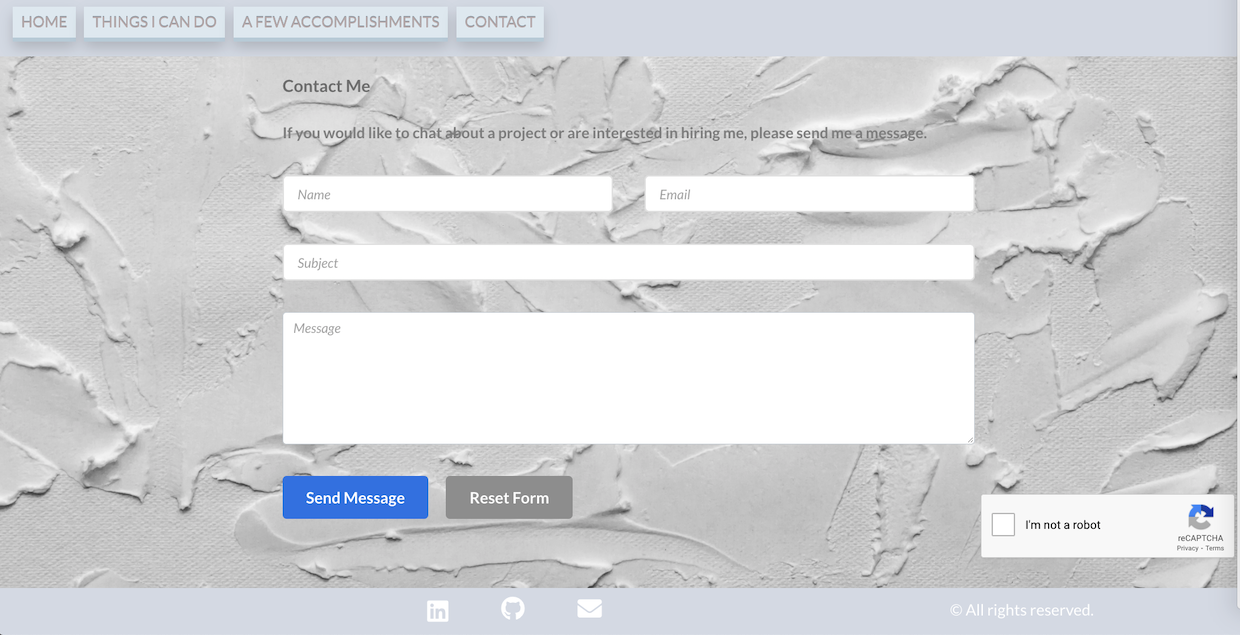 HOME THINGS I CAN DO A FEW ACCOMPLISHMENTS CONTACT
Contact Me
If you would like to chat about a project or are interested in hiring me, please send me a message.
Name Email
Subject
Message
Send Message Reset Form
I'm not a robot
reCAPTCHA
Privacy - Terms
in
© All rights reserved.